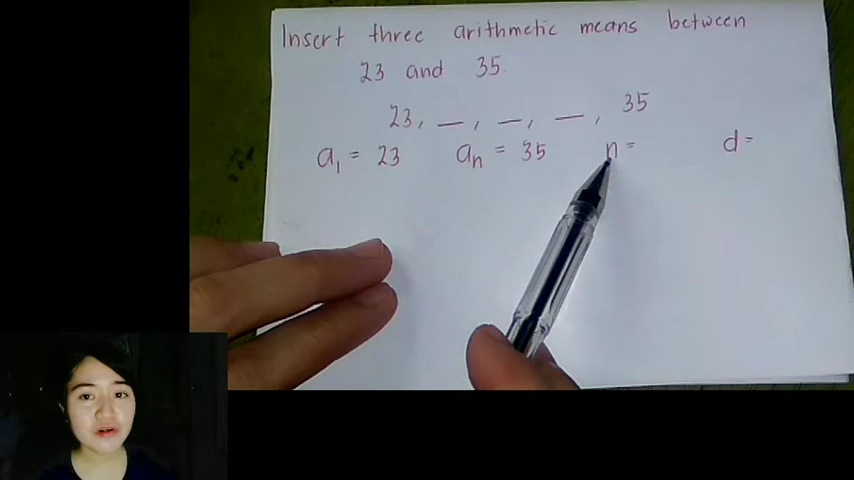 Insert three arithmetic means between
23 and 35.
23, __, __, __, 35
a₁ = 23 aₙ = 35 n = d =